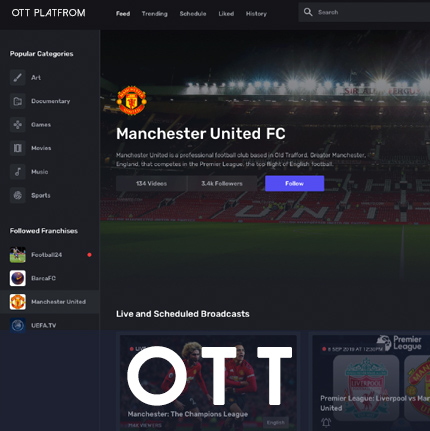 OTT PLATFROM
Feed Trending Schedule Liked History Search
Popular Categories
Art
Documentary
Games
Movies
Music
Sports
Followed Franchises
Football24
BarcaFC
Manchester United
UEFA.TV
Manchester United FC
Manchester United is a professional football club based in Old Trafford, Greater Manchester,
England, that competes in the Premier League, the top flight of English football.
134 Videos 3.4k Followers Follow
Live and Scheduled Broadcasts
OTT
Manchester: The Champions League
English
Premier
League
8 SEP 2019 AT 12:30PM
Premier League: Liverpool vs Man
United